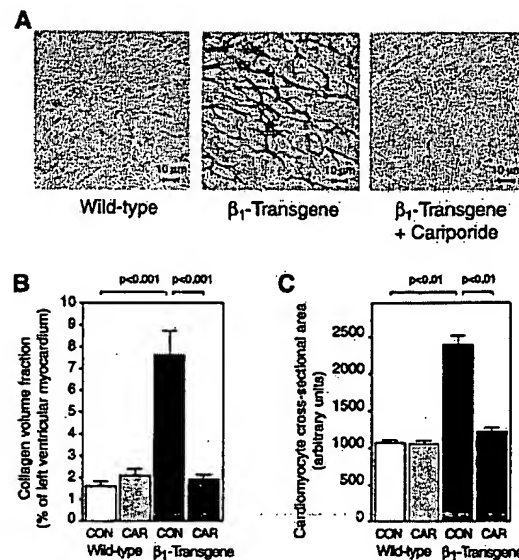 A
10 µm
10 µm
10 µm
Wild-type
β₁-Transgene
β₁-Transgene
+ Cariporide
B
p<0.001
p<0.001
Collagen volume fraction
(% of left ventricular myocardium)
10
9
8
7
6
5
4
3
2
1
0
CON
CAR
CON
CAR
Wild-type
β₁-Transgene
C
p<0.01
p<0.01
Cardiomyocyte cross-sectional area
(arbitrary units)
2500
2000
1500
1000
500
0
CON
CAR
CON
CAR
Wild-type
β₁-Transgene